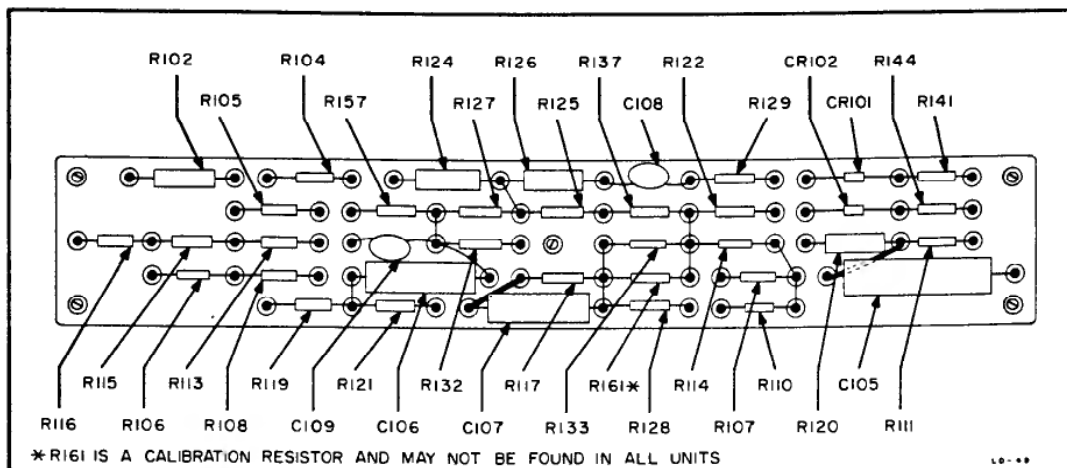 R102 R104 R124 R126 R137 R122 CR102 R144
R105 R157 R127 R125 C108 R129 CR101 R141
R115 R113 R119 R121 R132 R117 R161* R114 R110 C105
R116 R106 R108 C109 C106 C107 R133 R128 R107 R120 R111
* R161 IS A CALIBRATION RESISTOR AND MAY NOT BE FOUND IN ALL UNITS